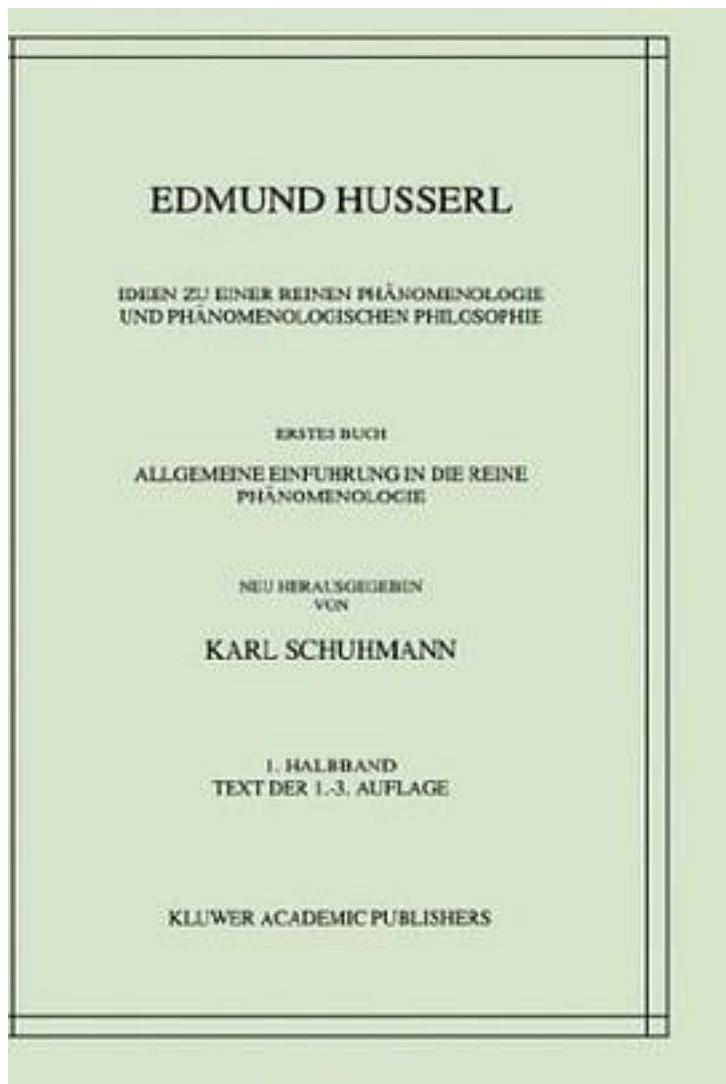 EDMUND HUSSERL
IDEEN ZU EINER REINEN PHÄNOMENOLOGIE
UND PHÄNOMENOLOGISCHEN PHILOSOPHIE
ERSTES BUCH
ALLGEMEINE EINFÜHRUNG IN DIE REINE
PHÄNOMENOLOGIE
NEU HERAUSGEGEBEN
VON
KARL SCHUHMANN
1. HALBBAND
TEXT DER 1.-3. AUFLAGE
KLUWER ACADEMIC PUBLISHERS